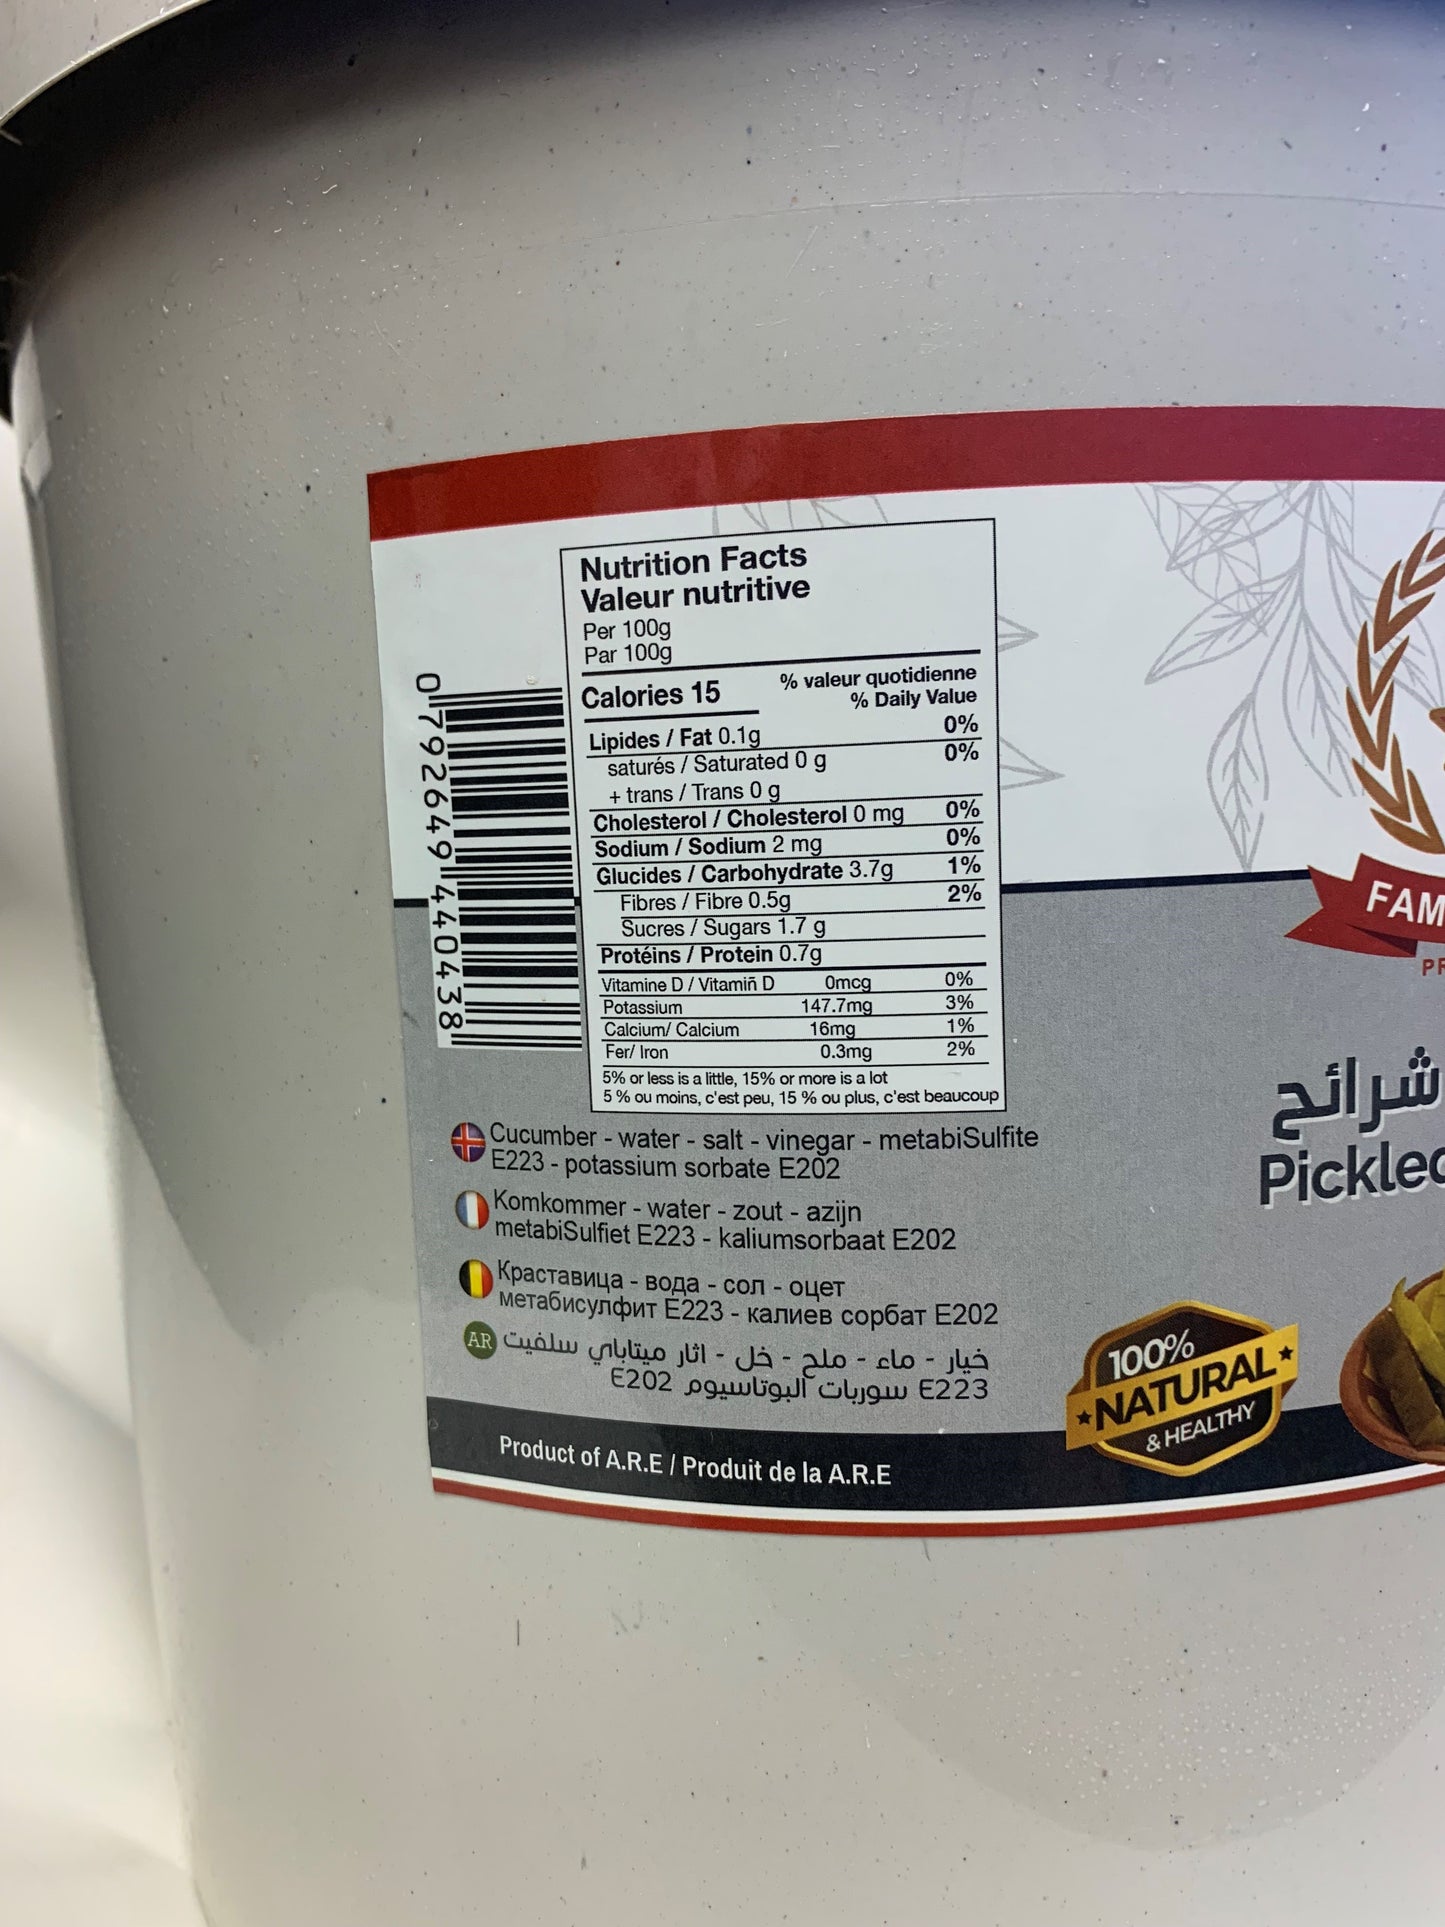 Nutrition Facts
Valeur nutritive
Per 100g
Par 100g
Calories 15
% valeur quotidienne
% Daily Value
Lipides / Fat 0.1g 0%
saturés / Saturated 0 g 0%
+ trans / Trans 0 g
Cholesterol / Cholesterol 0 mg 0%
Sodium / Sodium 2 mg 0%
Glucides / Carbohydrate 3.7g 1%
Fibres / Fibre 0.5g 2%
Sucres / Sugars 1.7 g
Protéins / Protein 0.7g
Vitamine D / Vitamiñ D 0mcg 0%
Potassium 147.7mg 3%
Calcium/ Calcium 16mg 1%
Fer/ Iron 0.3mg 2%
5% or less is a little, 15% or more is a lot
5 % ou moins, c'est peu, 15 % ou plus, c'est beaucoup
0 792649 440438
Cucumber - water - salt - vinegar - metabiSulfite
E223 - potassium sorbate E202
Komkommer - water - zout - azijn
metabiSulfiet E223 - kaliumsorbaat E202
Краставица - вода - сол - оцет
метабисулфит E223 - калиев сорбат E202
AR
خيار - ماء - ملح - خل - اثار ميتاباي سلفيت
E223 سوربات البوتاسيوم E202
Product of A.R.E / Produit de la A.R.E
100%
NATURAL
& HEALTHY
FAM
PR
شرائح
Pickled